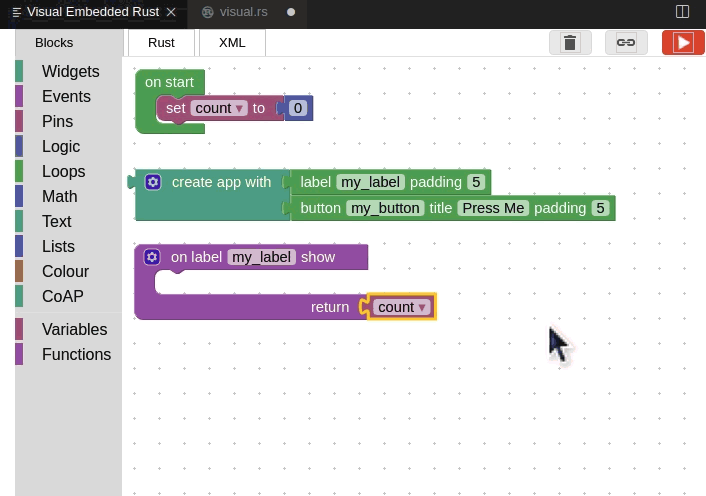 Visual Embedded Rust
visual.rs
Blocks
Rust
XML
Widgets
Events
Pins
Logic
Loops
Math
Text
Lists
Colour
CoAP
Variables
Functions
on start
set count to 0
create app with label my_label padding 5
button my_button title Press Me padding 5
on label my_label show
return count